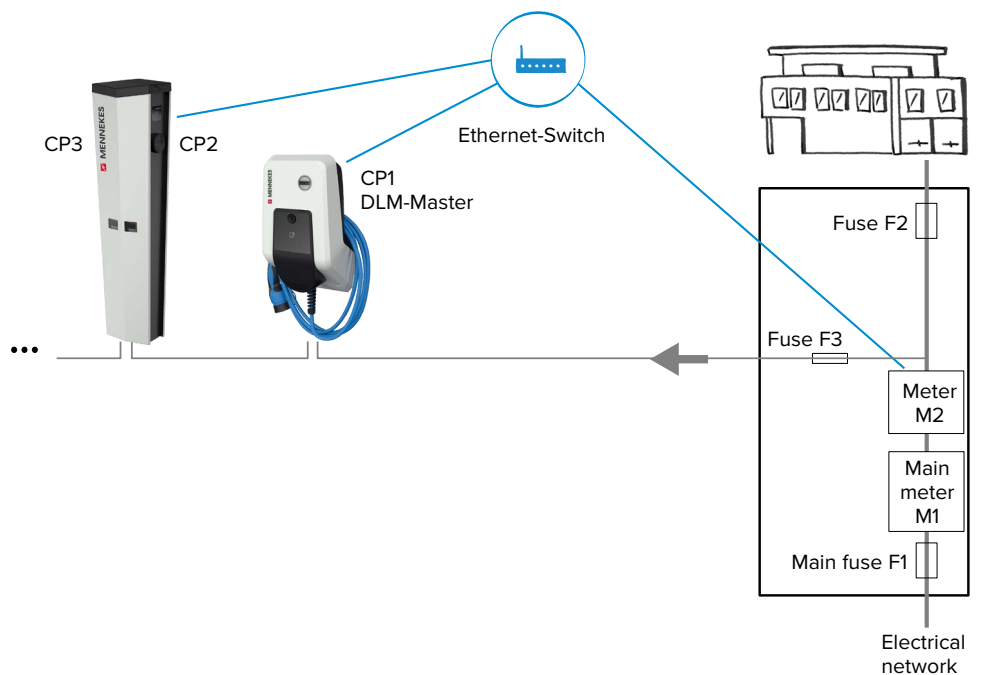 CP3
MENNEKES
CP2
MENNEKES
CP1
DLM-Master
Ethernet-Switch
Fuse F2
Fuse F3
Meter
M2
Main
meter
M1
Main fuse F1
Electrical
network
...